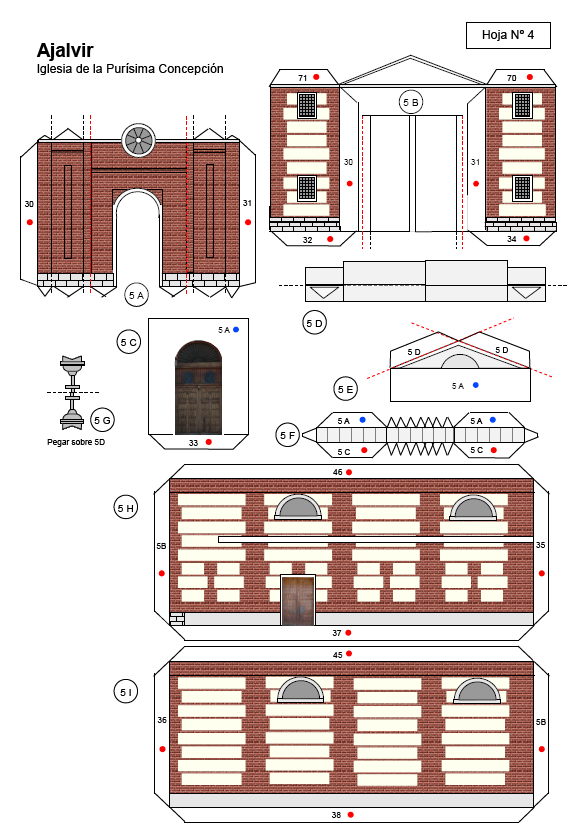 Hoja Nº 4
Ajalvir
Iglesia de la Purísima Concepción
71
70
5 B
30
31
30
31
32
34
5 A
5 D
5 C
5 A
5 D
5 D
5 E
5 A
5 G
Pegar sobre 5D
33
5 F
5 A
5 A
5 C
5 C
46
5 H
5B
35
37
45
5 I
36
5B
38